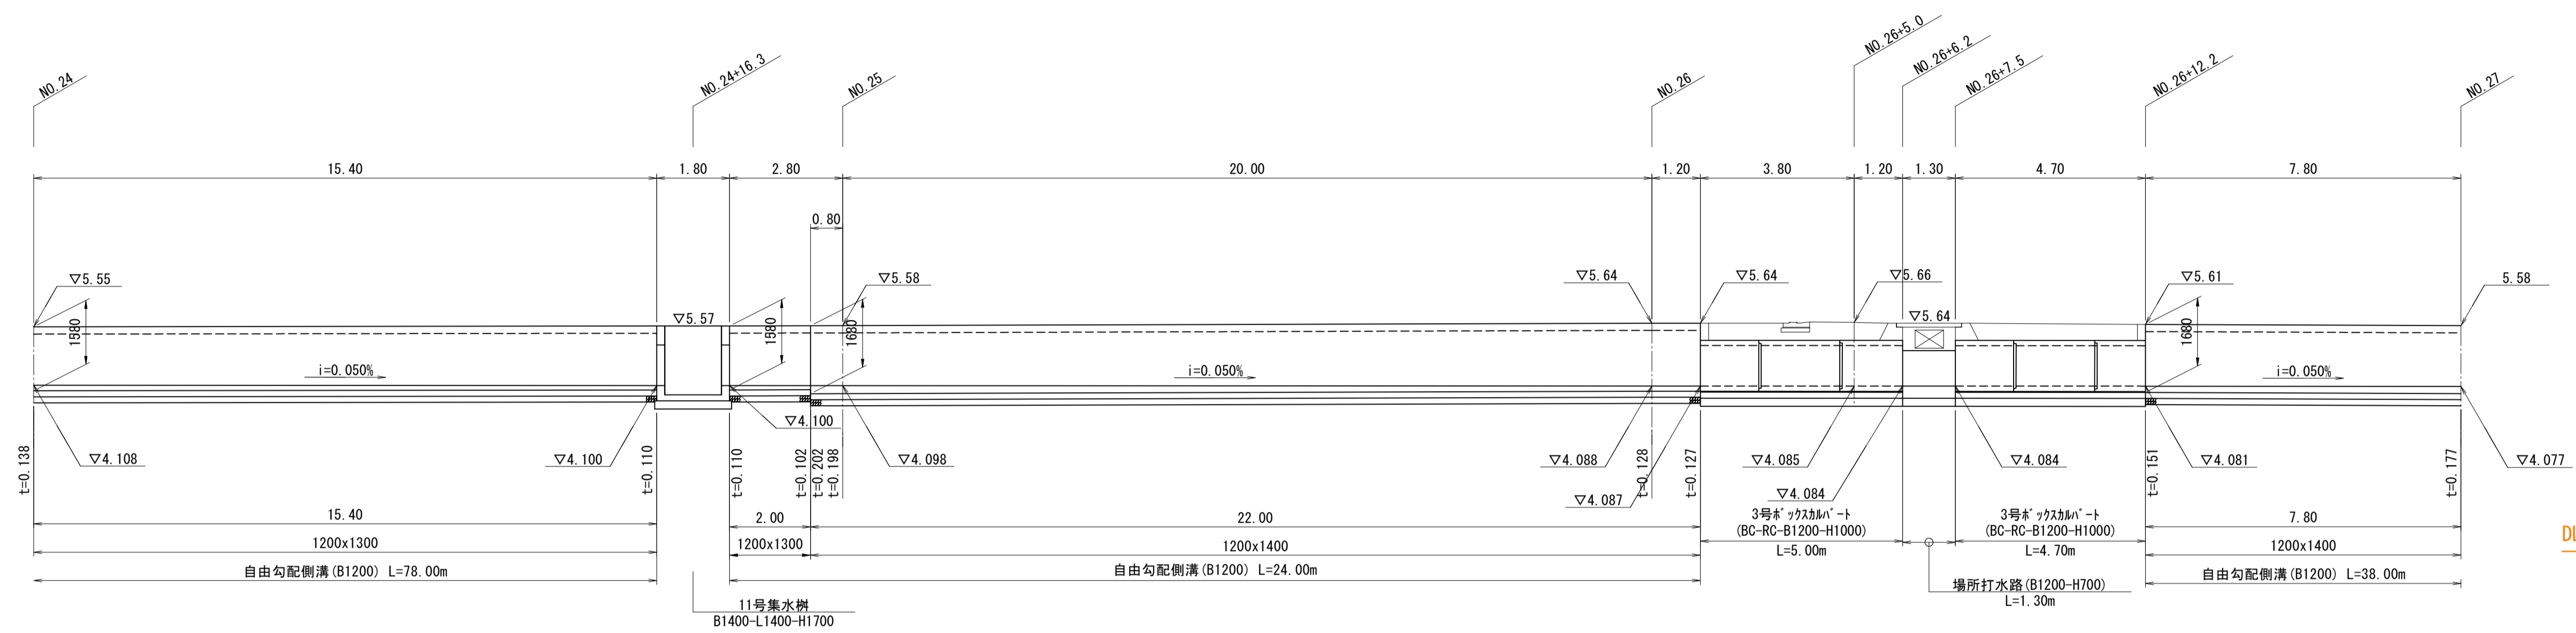 NO.24
NO.24+16.3
NO.25
NO.26
NO.26+5.0
NO.26+6.2
NO.26+7.5
NO.26+12.2
NO.27
15.40
1.80
2.80
20.00
1.20
3.80
1.20
1.30
4.70
7.80
0.80
▽5.55
▽5.57
▽5.58
▽5.64
▽5.64
▽5.66
▽5.64
▽5.61
5.58
1580
1580
1680
1680
i=0.050%
i=0.050%
i=0.050%
▽4.108
▽4.100
▽4.100
▽4.098
▽4.088
▽4.087
▽4.085
▽4.084
▽4.084
▽4.081
▽4.077
t=0.138
t=0.110
t=0.110
t=0.102
t=0.202
t=0.198
t=0.128
t=0.127
t=0.151
t=0.177
15.40
2.00
22.00
7.80
1200x1300
1200x1300
1200x1400
1200x1400
3号ボックスカルバート
(BC-RC-B1200-H1000)
L=5.00m
3号ボックスカルバート
(BC-RC-B1200-H1000)
L=4.70m
自由勾配側溝(B1200) L=78.00m
自由勾配側溝(B1200) L=24.00m
自由勾配側溝(B1200) L=38.00m
場所打水路(B1200-H700)
L=1.30m
11号集水桝
B1400-L1400-H1700